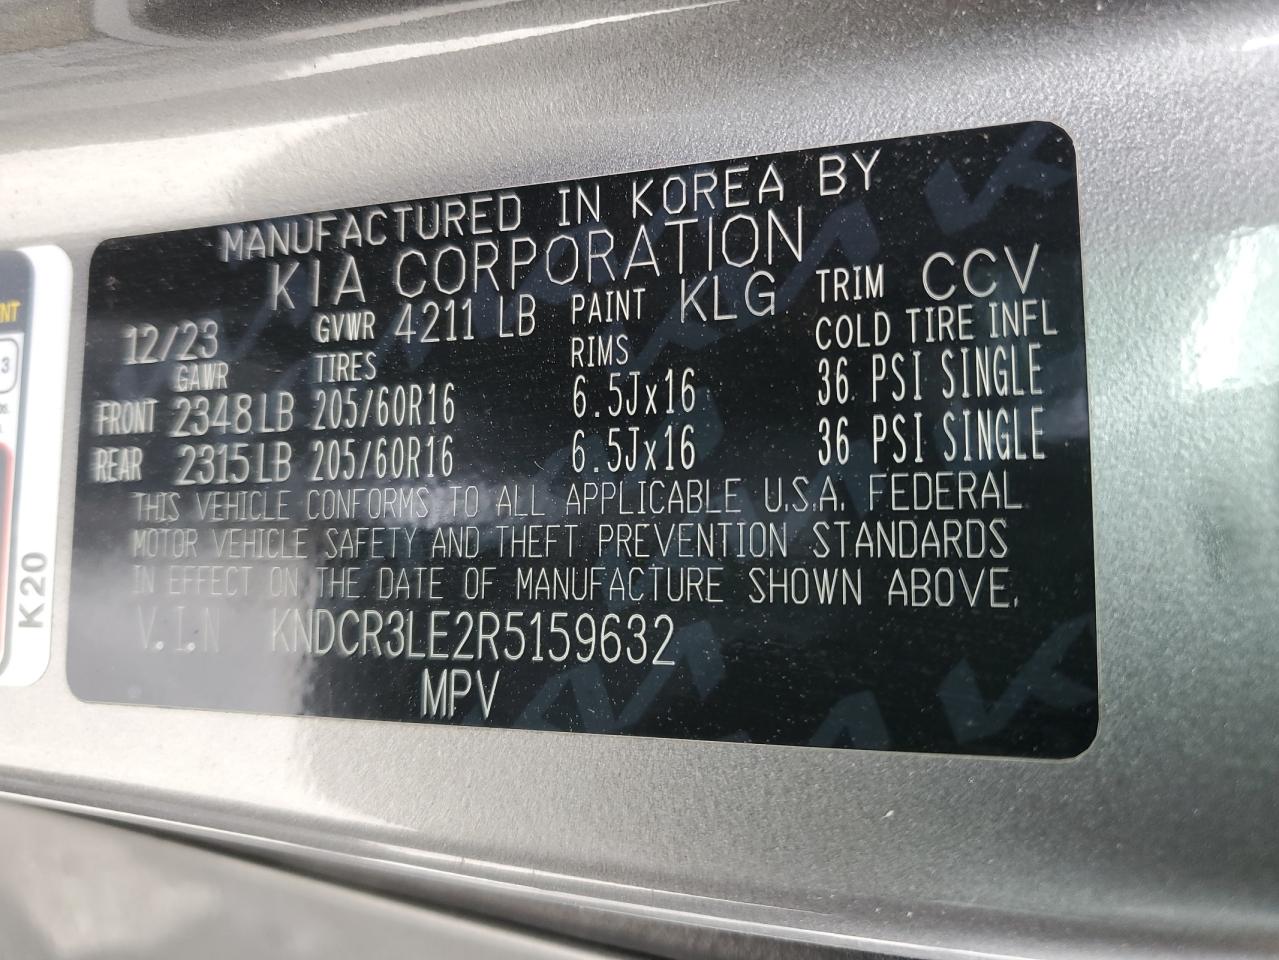 MANUFACTURED IN KOREA BY
KIA CORPORATION
12/23 GVWR 4211 LB PAINT KLG TRIM CCV
GAWR TIRES RIMS COLD TIRE INFL
FRONT 2348 LB 205/60R16 6.5Jx16 36 PSI SINGLE
REAR 2315 LB 205/60R16 6.5Jx16 36 PSI SINGLE
THIS VEHICLE CONFORMS TO ALL APPLICABLE U.S.A. FEDERAL
MOTOR VEHICLE SAFETY AND THEFT PREVENTION STANDARDS
IN EFFECT ON THE DATE OF MANUFACTURE SHOWN ABOVE.
V.I.N KNDCR3LE2R5159632
MPV
K20